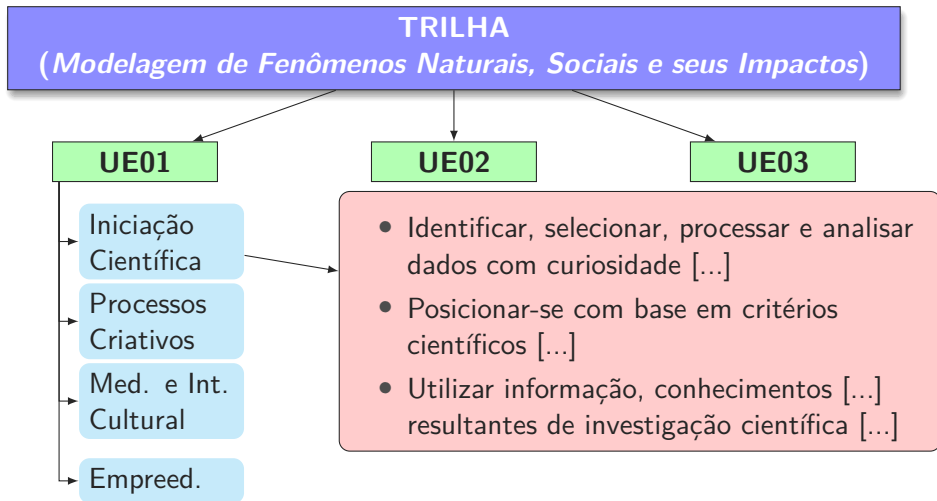 TRILHA
(Modelagem de Fenômenos Naturais, Sociais e seus Impactos)
UE01
UE02
UE03
Iniciação
Científica
Processos
Criativos
Med. e Int.
Cultural
Empreed.
• Identificar, selecionar, processar e analisar
dados com curiosidade [...]
• Posicionar-se com base em critérios
científicos [...]
• Utilizar informação, conhecimentos [...]
resultantes de investigação científica [...]